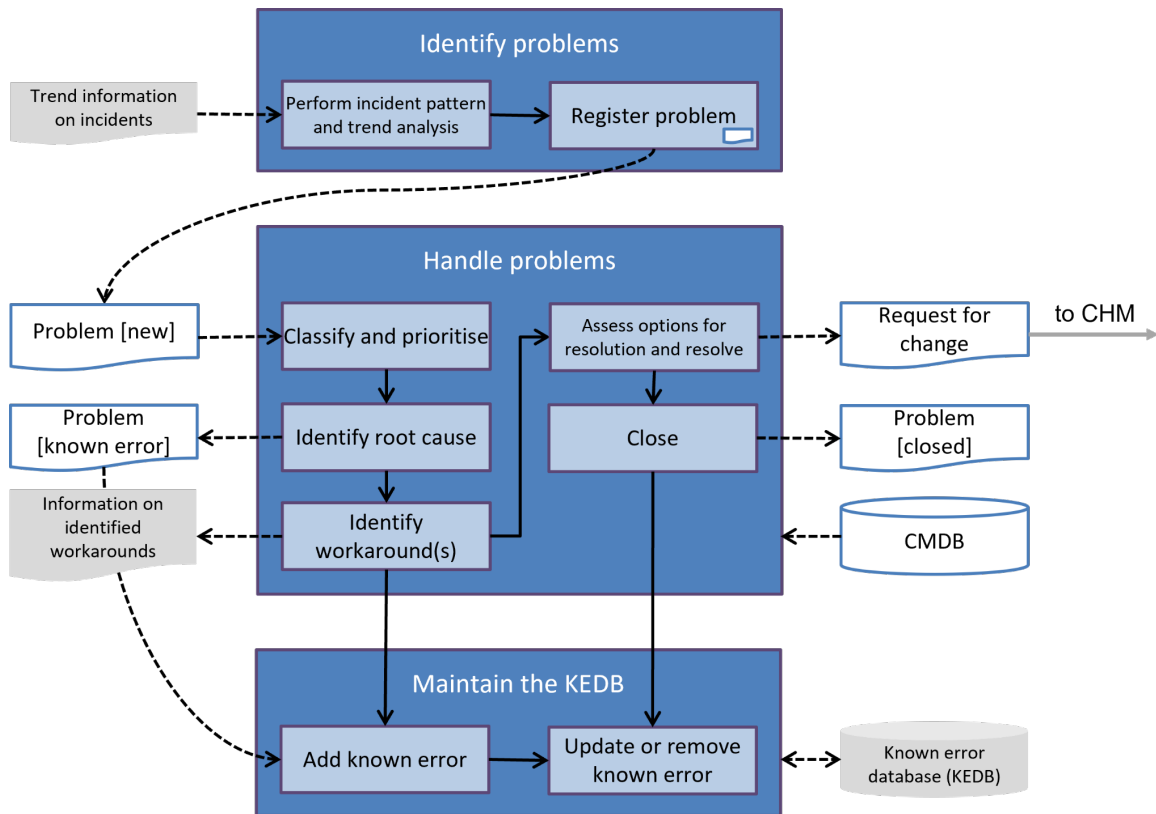 Identify problems
Trend information
on incidents
Perform incident pattern
and trend analysis
Register problem
Handle problems
Problem [new]
Classify and prioritise
Assess options for
resolution and resolve
Request for
change
to CHM
Problem
[known error]
Identify root cause
Close
Problem
[closed]
Information on
identified
workarounds
Identify
workaround(s)
CMDB
Maintain the KEDB
Add known error
Update or remove
known error
Known error
database (KEDB)